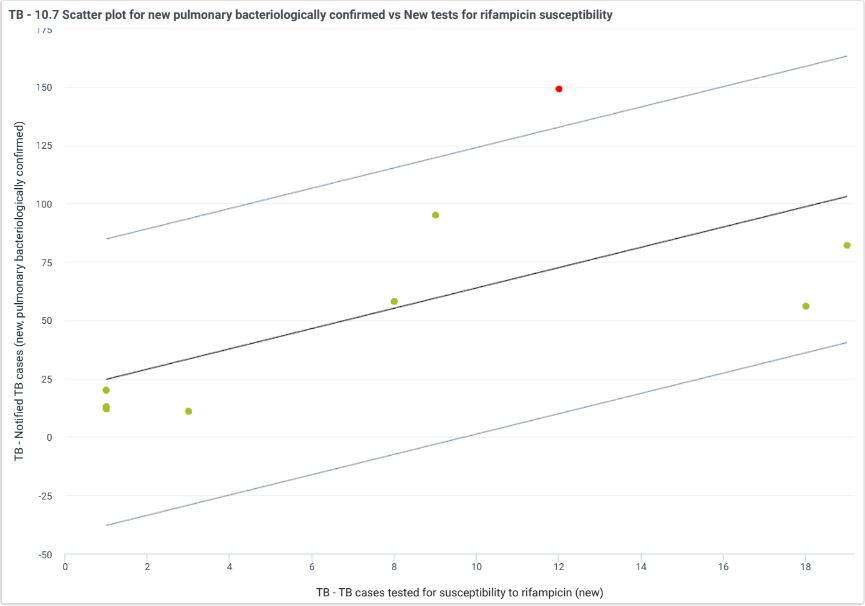 TB - 10.7 Scatter plot for new pulmonary bacteriologically confirmed vs New tests for rifampicin susceptibility
175
150
125
100
75
50
25
0
-25
-50
TB - Notified TB cases (new, pulmonary bacteriologically confirmed)
0 2 4 6 8 10 12 14 16 18
TB - TB cases tested for susceptibility to rifampicin (new)